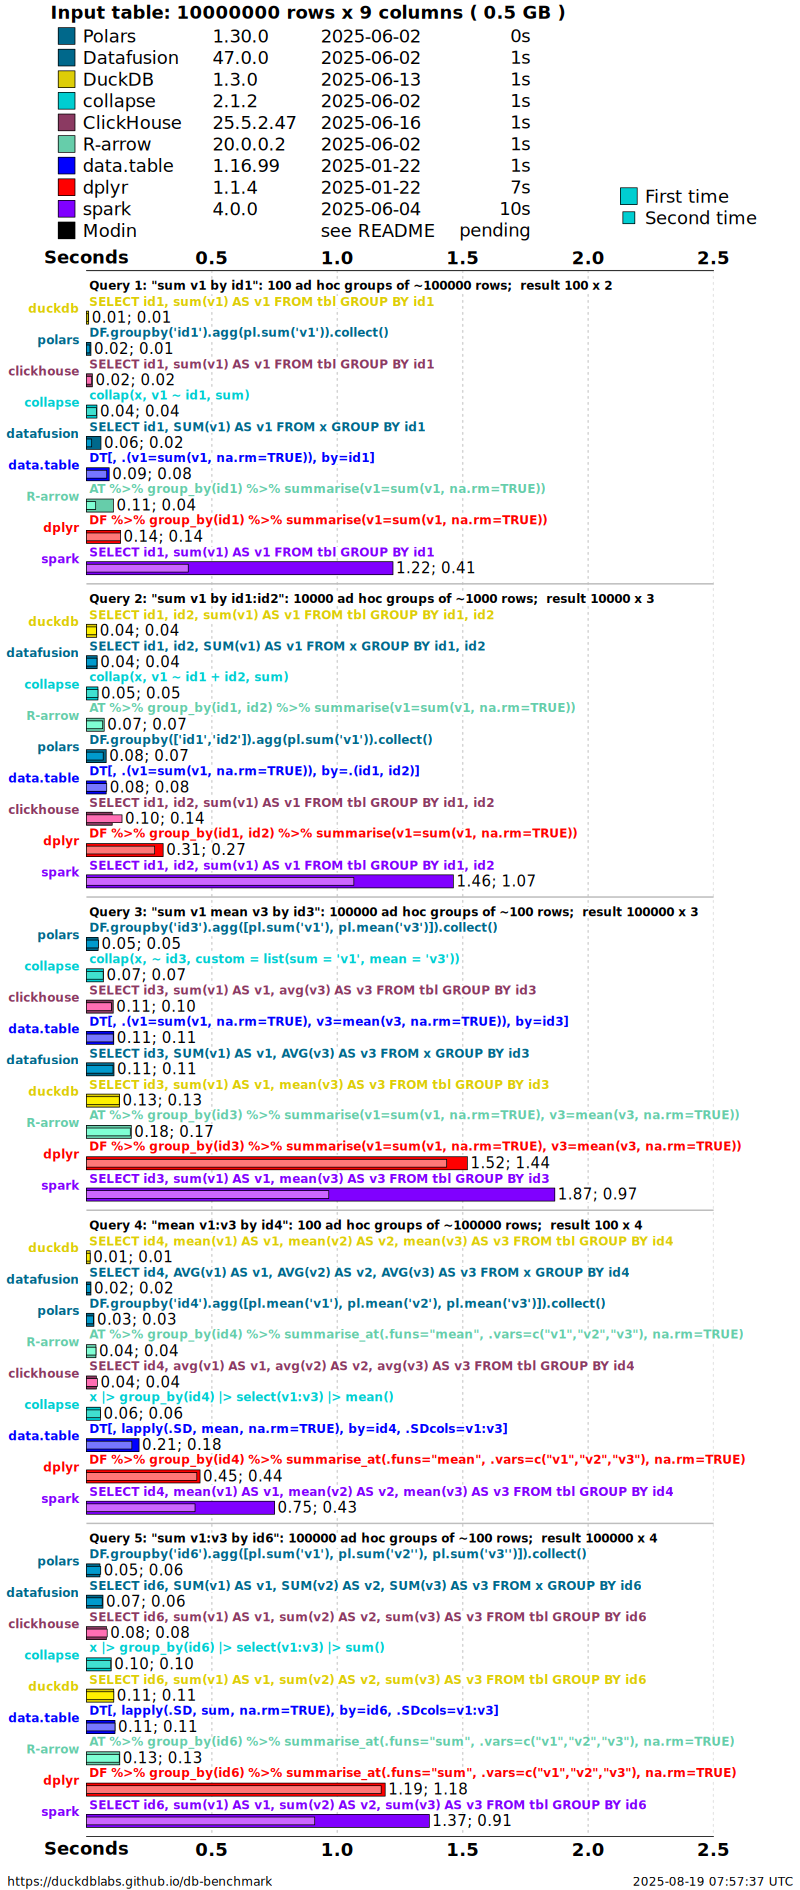 Input table: 10000000 rows x 9 columns ( 0.5 GB )
Polars 1.30.0 2025-06-02 0s
Datafusion 47.0.0 2025-06-02 1s
DuckDB 1.3.0 2025-06-13 1s
collapse 2.1.2 2025-06-02 1s
ClickHouse 25.5.2.47 2025-06-16 1s
R-arrow 20.0.0.2 2025-06-02 1s
data.table 1.16.99 2025-01-22 1s
dplyr 1.1.4 2025-01-22 7s
spark 4.0.0 2025-06-04 10s
Modin see README pending
First time
Second time
Seconds 0.5 1.0 1.5 2.0 2.5
Query 1: "sum v1 by id1": 100 ad hoc groups of ~100000 rows; result 100 x 2
SELECT id1, sum(v1) AS v1 FROM tbl GROUP BY id1
duckdb 0.01; 0.01
DF.groupby('id1').agg(pl.sum('v1')).collect()
polars 0.02; 0.01
SELECT id1, sum(v1) AS v1 FROM tbl GROUP BY id1
clickhouse 0.02; 0.02
collap(x, v1 ~ id1, sum)
collapse 0.04; 0.04
SELECT id1, SUM(v1) AS v1 FROM x GROUP BY id1
datafusion 0.06; 0.02
DT[, .(v1=sum(v1, na.rm=TRUE)), by=id1]
data.table 0.09; 0.08
AT %>% group_by(id1) %>% summarise(v1=sum(v1, na.rm=TRUE))
R-arrow 0.11; 0.04
DF %>% group_by(id1) %>% summarise(v1=sum(v1, na.rm=TRUE))
dplyr 0.14; 0.14
SELECT id1, sum(v1) AS v1 FROM tbl GROUP BY id1
spark 1.22; 0.41
Query 2: "sum v1 by id1:id2": 10000 ad hoc groups of ~1000 rows; result 10000 x 3
SELECT id1, id2, sum(v1) AS v1 FROM tbl GROUP BY id1, id2
duckdb 0.04; 0.04
SELECT id1, id2, SUM(v1) AS v1 FROM x GROUP BY id1, id2
datafusion 0.04; 0.04
collap(x, v1 ~ id1 + id2, sum)
collapse 0.05; 0.05
AT %>% group_by(id1, id2) %>% summarise(v1=sum(v1, na.rm=TRUE))
R-arrow 0.07; 0.07
DF.groupby(['id1','id2']).agg(pl.sum('v1')).collect()
polars 0.08; 0.07
DT[, .(v1=sum(v1, na.rm=TRUE)), by=.(id1, id2)]
data.table 0.08; 0.08
SELECT id1, id2, sum(v1) AS v1 FROM tbl GROUP BY id1, id2
clickhouse 0.10; 0.14
DF %>% group_by(id1, id2) %>% summarise(v1=sum(v1, na.rm=TRUE))
dplyr 0.31; 0.27
SELECT id1, id2, sum(v1) AS v1 FROM tbl GROUP BY id1, id2
spark 1.46; 1.07
Query 3: "sum v1 mean v3 by id3": 100000 ad hoc groups of ~100 rows; result 100000 x 3
DF.groupby('id3').agg([pl.sum('v1'), pl.mean('v3')]).collect()
polars 0.05; 0.05
collap(x, ~ id3, custom = list(sum = 'v1', mean = 'v3'))
collapse 0.07; 0.07
SELECT id3, sum(v1) AS v1, avg(v3) AS v3 FROM tbl GROUP BY id3
clickhouse 0.11; 0.10
DT[, .(v1=sum(v1, na.rm=TRUE), v3=mean(v3, na.rm=TRUE)), by=id3]
data.table 0.11; 0.11
SELECT id3, SUM(v1) AS v1, AVG(v3) AS v3 FROM x GROUP BY id3
datafusion 0.11; 0.11
SELECT id3, sum(v1) AS v1, mean(v3) AS v3 FROM tbl GROUP BY id3
duckdb 0.13; 0.13
AT %>% group_by(id3) %>% summarise(v1=sum(v1, na.rm=TRUE), v3=mean(v3, na.rm=TRUE))
R-arrow 0.18; 0.17
DF %>% group_by(id3) %>% summarise(v1=sum(v1, na.rm=TRUE), v3=mean(v3, na.rm=TRUE))
dplyr 1.52; 1.44
SELECT id3, sum(v1) AS v1, mean(v3) AS v3 FROM tbl GROUP BY id3
spark 1.87; 0.97
Query 4: "mean v1:v3 by id4": 100 ad hoc groups of ~100000 rows; result 100 x 4
SELECT id4, mean(v1) AS v1, mean(v2) AS v2, mean(v3) AS v3 FROM tbl GROUP BY id4
duckdb 0.01; 0.01
SELECT id4, AVG(v1) AS v1, AVG(v2) AS v2, AVG(v3) AS v3 FROM x GROUP BY id4
datafusion 0.02; 0.02
DF.groupby('id4').agg([pl.mean('v1'), pl.mean('v2'), pl.mean('v3')]).collect()
polars 0.03; 0.03
AT %>% group_by(id4) %>% summarise_at(.funs="mean", .vars=c("v1","v2","v3"), na.rm=TRUE)
R-arrow 0.04; 0.04
SELECT id4, avg(v1) AS v1, avg(v2) AS v2, avg(v3) AS v3 FROM tbl GROUP BY id4
clickhouse 0.04; 0.04
x |> group_by(id4) |> select(v1:v3) |> mean()
collapse 0.06; 0.06
DT[, lapply(.SD, mean, na.rm=TRUE), by=id4, .SDcols=v1:v3]
data.table 0.21; 0.18
DF %>% group_by(id4) %>% summarise_at(.funs="mean", .vars=c("v1","v2","v3"), na.rm=TRUE)
dplyr 0.45; 0.44
SELECT id4, mean(v1) AS v1, mean(v2) AS v2, mean(v3) AS v3 FROM tbl GROUP BY id4
spark 0.75; 0.43
Query 5: "sum v1:v3 by id6": 100000 ad hoc groups of ~100 rows; result 100000 x 4
DF.groupby('id6').agg([pl.sum('v1'), pl.sum('v2''), pl.sum('v3'')]).collect()
polars 0.05; 0.06
SELECT id6, SUM(v1) AS v1, SUM(v2) AS v2, SUM(v3) AS v3 FROM x GROUP BY id6
datafusion 0.07; 0.06
SELECT id6, sum(v1) AS v1, sum(v2) AS v2, sum(v3) AS v3 FROM tbl GROUP BY id6
clickhouse 0.08; 0.08
x |> group_by(id6) |> select(v1:v3) |> sum()
collapse 0.10; 0.10
SELECT id6, sum(v1) AS v1, sum(v2) AS v2, sum(v3) AS v3 FROM tbl GROUP BY id6
duckdb 0.11; 0.11
DT[, lapply(.SD, sum, na.rm=TRUE), by=id6, .SDcols=v1:v3]
data.table 0.11; 0.11
AT %>% group_by(id6) %>% summarise_at(.funs="sum", .vars=c("v1","v2","v3"), na.rm=TRUE)
R-arrow 0.13; 0.13
DF %>% group_by(id6) %>% summarise_at(.funs="sum", .vars=c("v1","v2","v3"), na.rm=TRUE)
dplyr 1.19; 1.18
SELECT id6, sum(v1) AS v1, sum(v2) AS v2, sum(v3) AS v3 FROM tbl GROUP BY id6
spark 1.37; 0.91
Seconds 0.5 1.0 1.5 2.0 2.5
https://duckdblabs.github.io/db-benchmark 2025-08-19 07:57:37 UTC